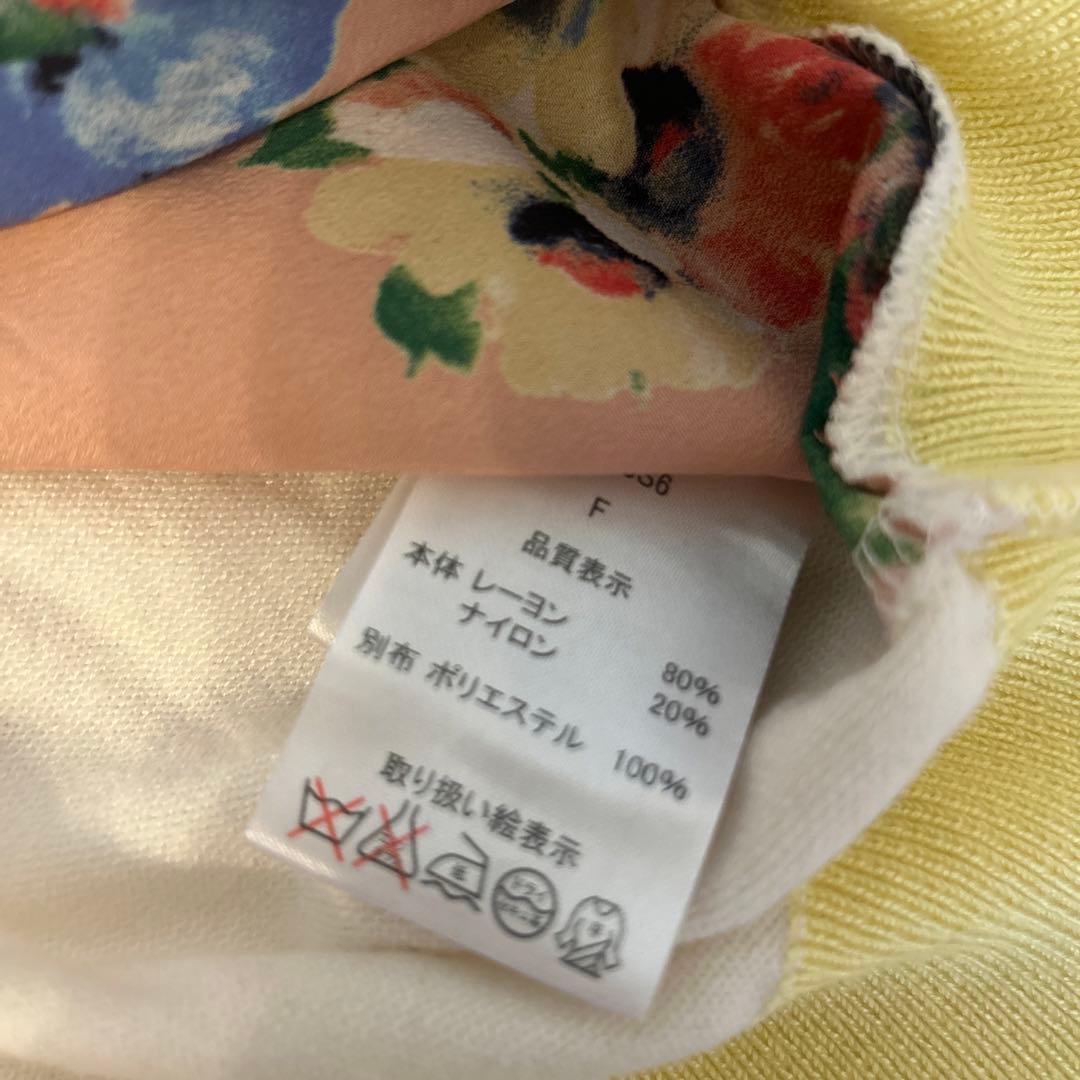 F
品質表示
本体 レーヨン 80%
ナイロン 20%
別布 ポリエステル 100%
取り扱い絵表示